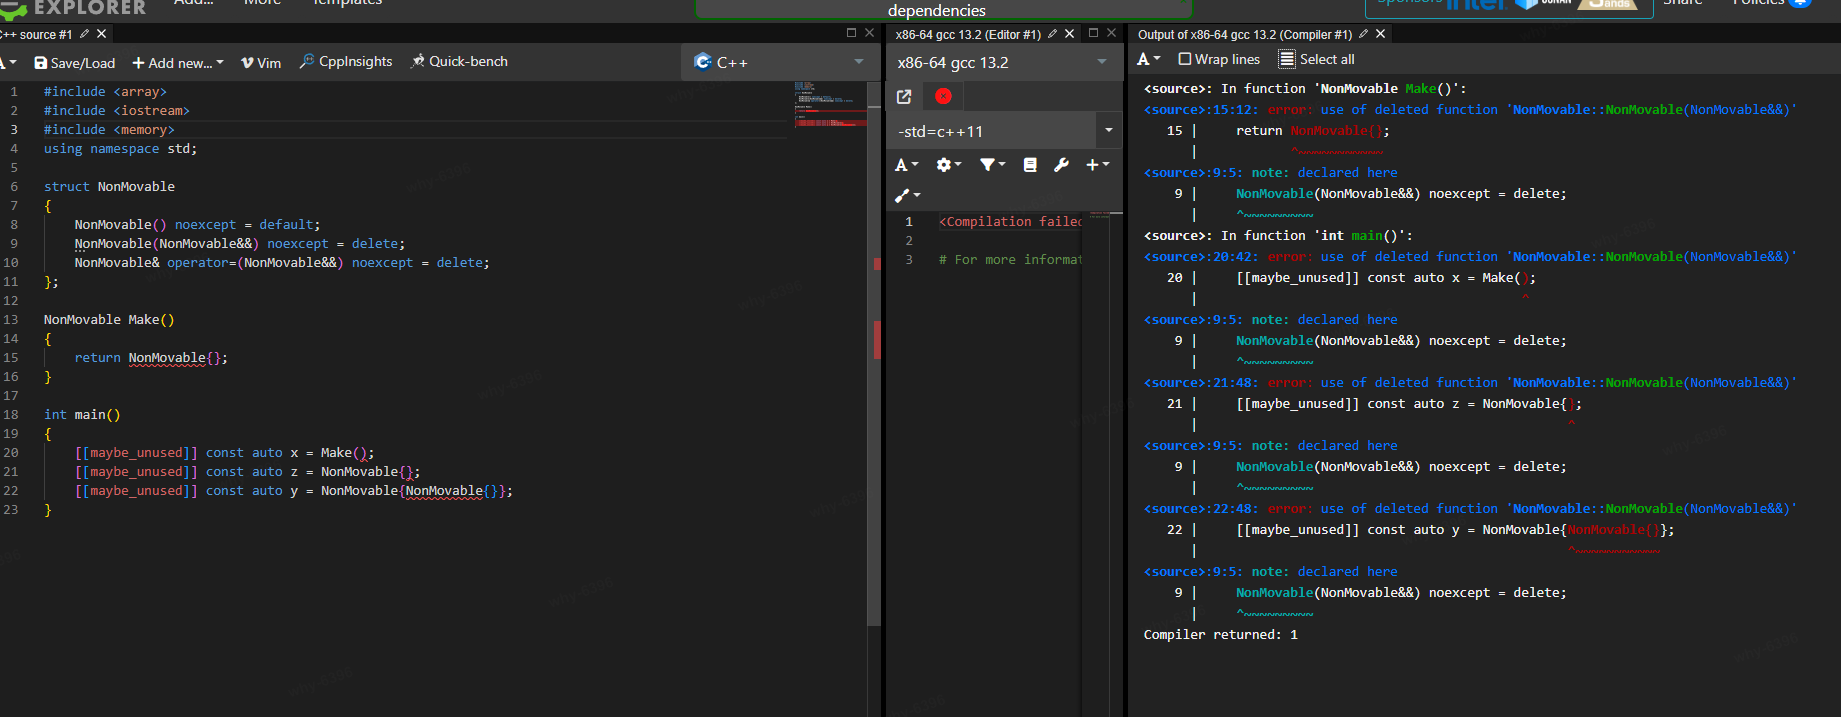 EXPLORER
Add...
More
Templates
dependencies
Sponsors intel
Share
Policies
C++ source #1
A
Save/Load
Add new...
Vim
CppInsights
Quick-bench
C++
1 #include <array>
2 #include <iostream>
3 #include <memory>
4 using namespace std;
5
6 struct NonMovable
7 {
8 NonMovable() noexcept = default;
9 NonMovable(NonMovable&&) noexcept = delete;
10 NonMovable& operator=(NonMovable&&) noexcept = delete;
11 };
12
13 NonMovable Make()
14 {
15 return NonMovable{};
16 }
17
18 int main()
19 {
20 [[maybe_unused]] const auto x = Make();
21 [[maybe_unused]] const auto z = NonMovable{};
22 [[maybe_unused]] const auto y = NonMovable{NonMovable{}};
23 }
x86-64 gcc 13.2 (Editor #1)
x86-64 gcc 13.2
-std=c++11
A
1 <Compilation failed
2
3 # For more informat
Output of x86-64 gcc 13.2 (Compiler #1)
A
Wrap lines
Select all
<source>: In function 'NonMovable Make()':
<source>:15:12: error: use of deleted function 'NonMovable::NonMovable(NonMovable&&)'
15 | return NonMovable{};
| ^~~~~~~~~~~~
<source>:9:5: note: declared here
9 | NonMovable(NonMovable&&) noexcept = delete;
| ^~~~~~~~~~
<source>: In function 'int main()':
<source>:20:42: error: use of deleted function 'NonMovable::NonMovable(NonMovable&&)'
20 | [[maybe_unused]] const auto x = Make();
| ^
<source>:9:5: note: declared here
9 | NonMovable(NonMovable&&) noexcept = delete;
| ^~~~~~~~~~
<source>:21:48: error: use of deleted function 'NonMovable::NonMovable(NonMovable&&)'
21 | [[maybe_unused]] const auto z = NonMovable{};
| ^
<source>:9:5: note: declared here
9 | NonMovable(NonMovable&&) noexcept = delete;
| ^~~~~~~~~~
<source>:22:48: error: use of deleted function 'NonMovable::NonMovable(NonMovable&&)'
22 | [[maybe_unused]] const auto y = NonMovable{NonMovable{}};
| ^~~~~~~~~~~~
<source>:9:5: note: declared here
9 | NonMovable(NonMovable&&) noexcept = delete;
| ^~~~~~~~~~
Compiler returned: 1